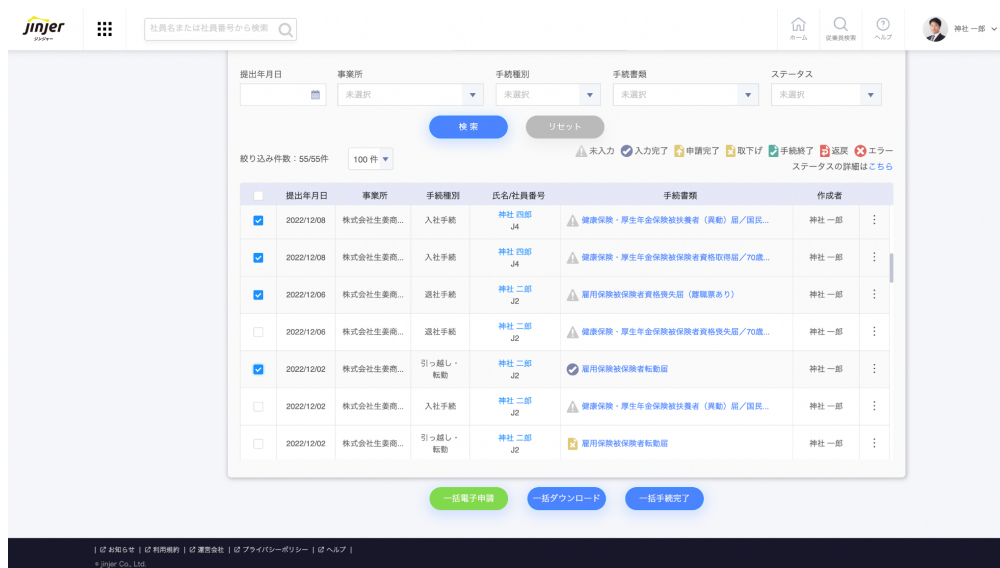 jinjer
ジンジャー
社員名または社員番号から検索
ホーム
従業員検索
ヘルプ
神社 一郎
提出年月日 事業所 手続種別 手続書類 ステータス
未選択 未選択 未選択 未選択
検 索 リセット
未入力 入力完了 申請完了 取下げ 手続終了 返戻 エラー
絞り込み件数：55/55件 100 件
ステータスの詳細はこちら
提出年月日 事業所 手続種別 氏名/社員番号 手続書類 作成者
2022/12/08 株式会社生姜商... 入社手続 神社 四郎 J4 健康保険・厚生年金保険被扶養者（異動）届／国民... 神社 一郎
2022/12/08 株式会社生姜商... 入社手続 神社 四郎 J4 健康保険・厚生年金保険被保険者資格取得届／70歳... 神社 一郎
2022/12/06 株式会社生姜商... 退社手続 神社 二郎 J2 雇用保険被保険者資格喪失届（離職票あり） 神社 一郎
2022/12/06 株式会社生姜商... 退社手続 神社 二郎 J2 健康保険・厚生年金保険被保険者資格喪失届／70歳... 神社 一郎
2022/12/02 株式会社生姜商... 引っ越し・転勤 神社 二郎 J2 雇用保険被保険者転勤届 神社 一郎
2022/12/02 株式会社生姜商... 入社手続 神社 二郎 J2 健康保険・厚生年金保険被扶養者（異動）届／国民... 神社 一郎
2022/12/02 株式会社生姜商... 引っ越し・転勤 神社 二郎 J2 雇用保険被保険者転勤届 神社 一郎
一括電子申請 一括ダウンロード 一括手続完了
| お知らせ | 利用規約 | 運営会社 | プライバシーポリシー | ヘルプ |
© jinjer Co., Ltd.